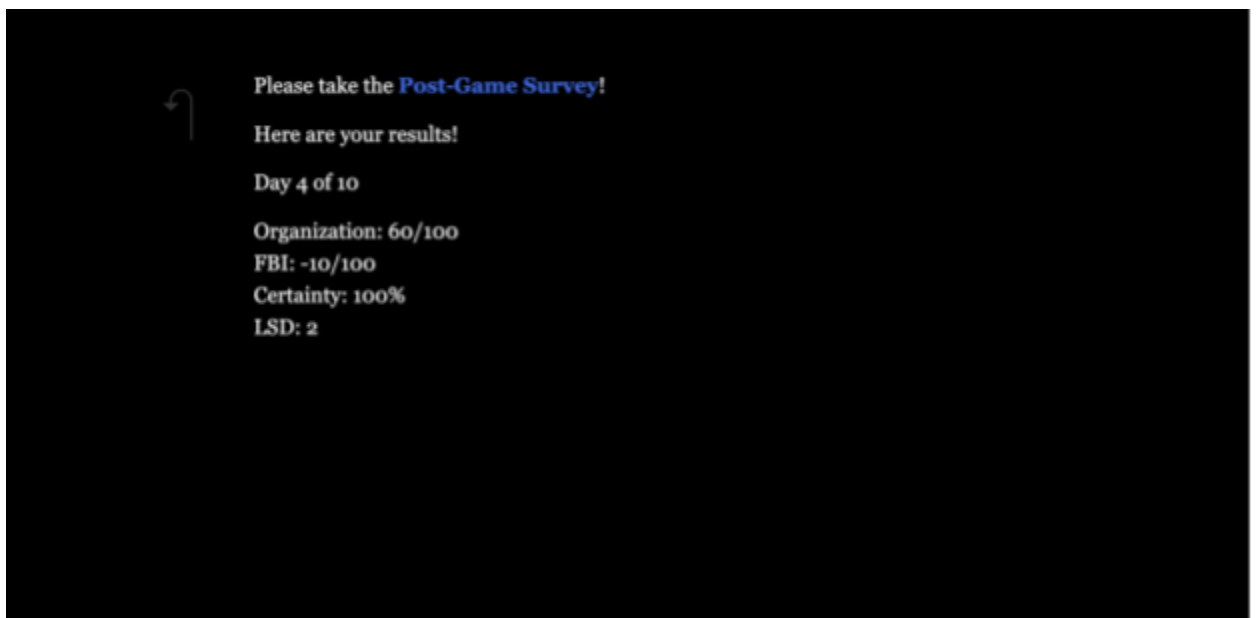 Please take the Post-Game Survey!
Here are your results!
Day 4 of 10
Organization: 60/100
FBI: -10/100
Certainty: 100%
LSD: 2